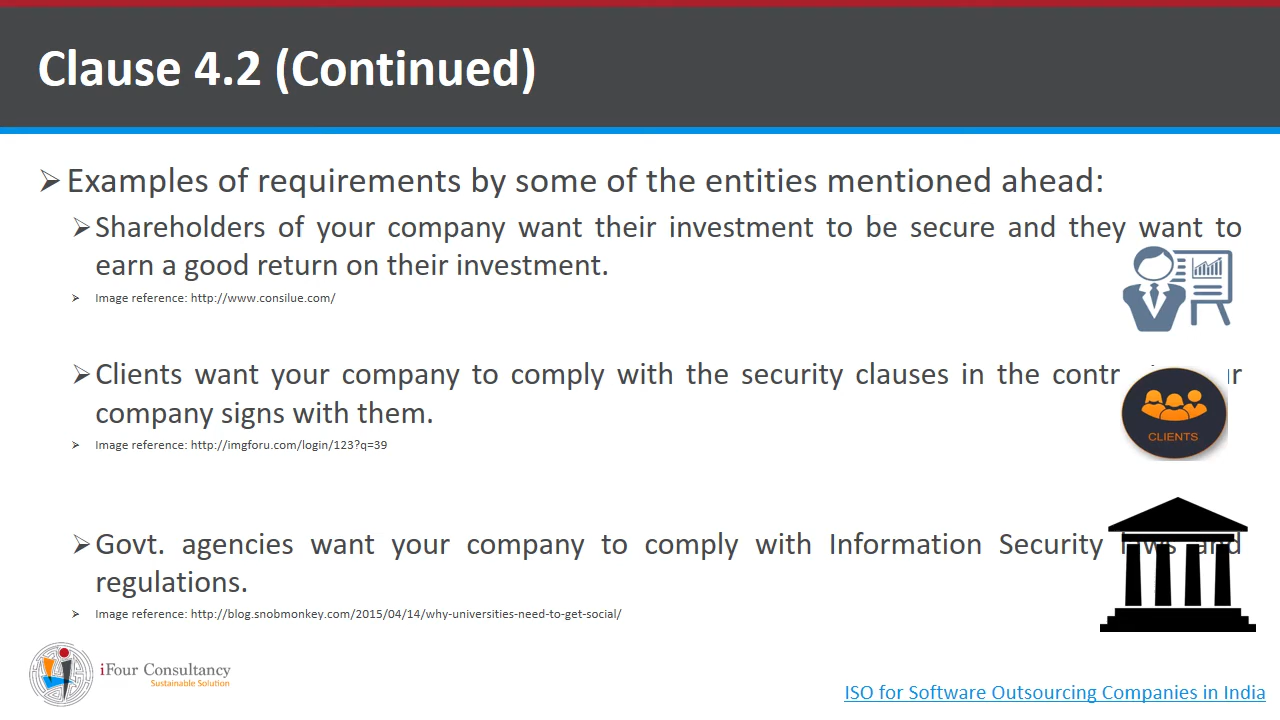 Clause 4.2 (Continued)
Examples of requirements by some of the entities mentioned ahead:
Shareholders of your company want their investment to be secure and they want to
earn a good return on their investment.
Image reference: http://www.consilue.com/
Clients want your company to comply with the security clauses in the
company signs with them.
Image reference: http://imgforu.com/login/123?q=39
CLIENTS
Govt. agencies want your company to comply with Information Security laws and
regulations.
Image reference: http://blog.snobmonkey.com/2015/04/14/why-universities-need-to-get-social/
iFour Consultancy
Sustainable Solution
ISO for Software Outsourcing Companies in India